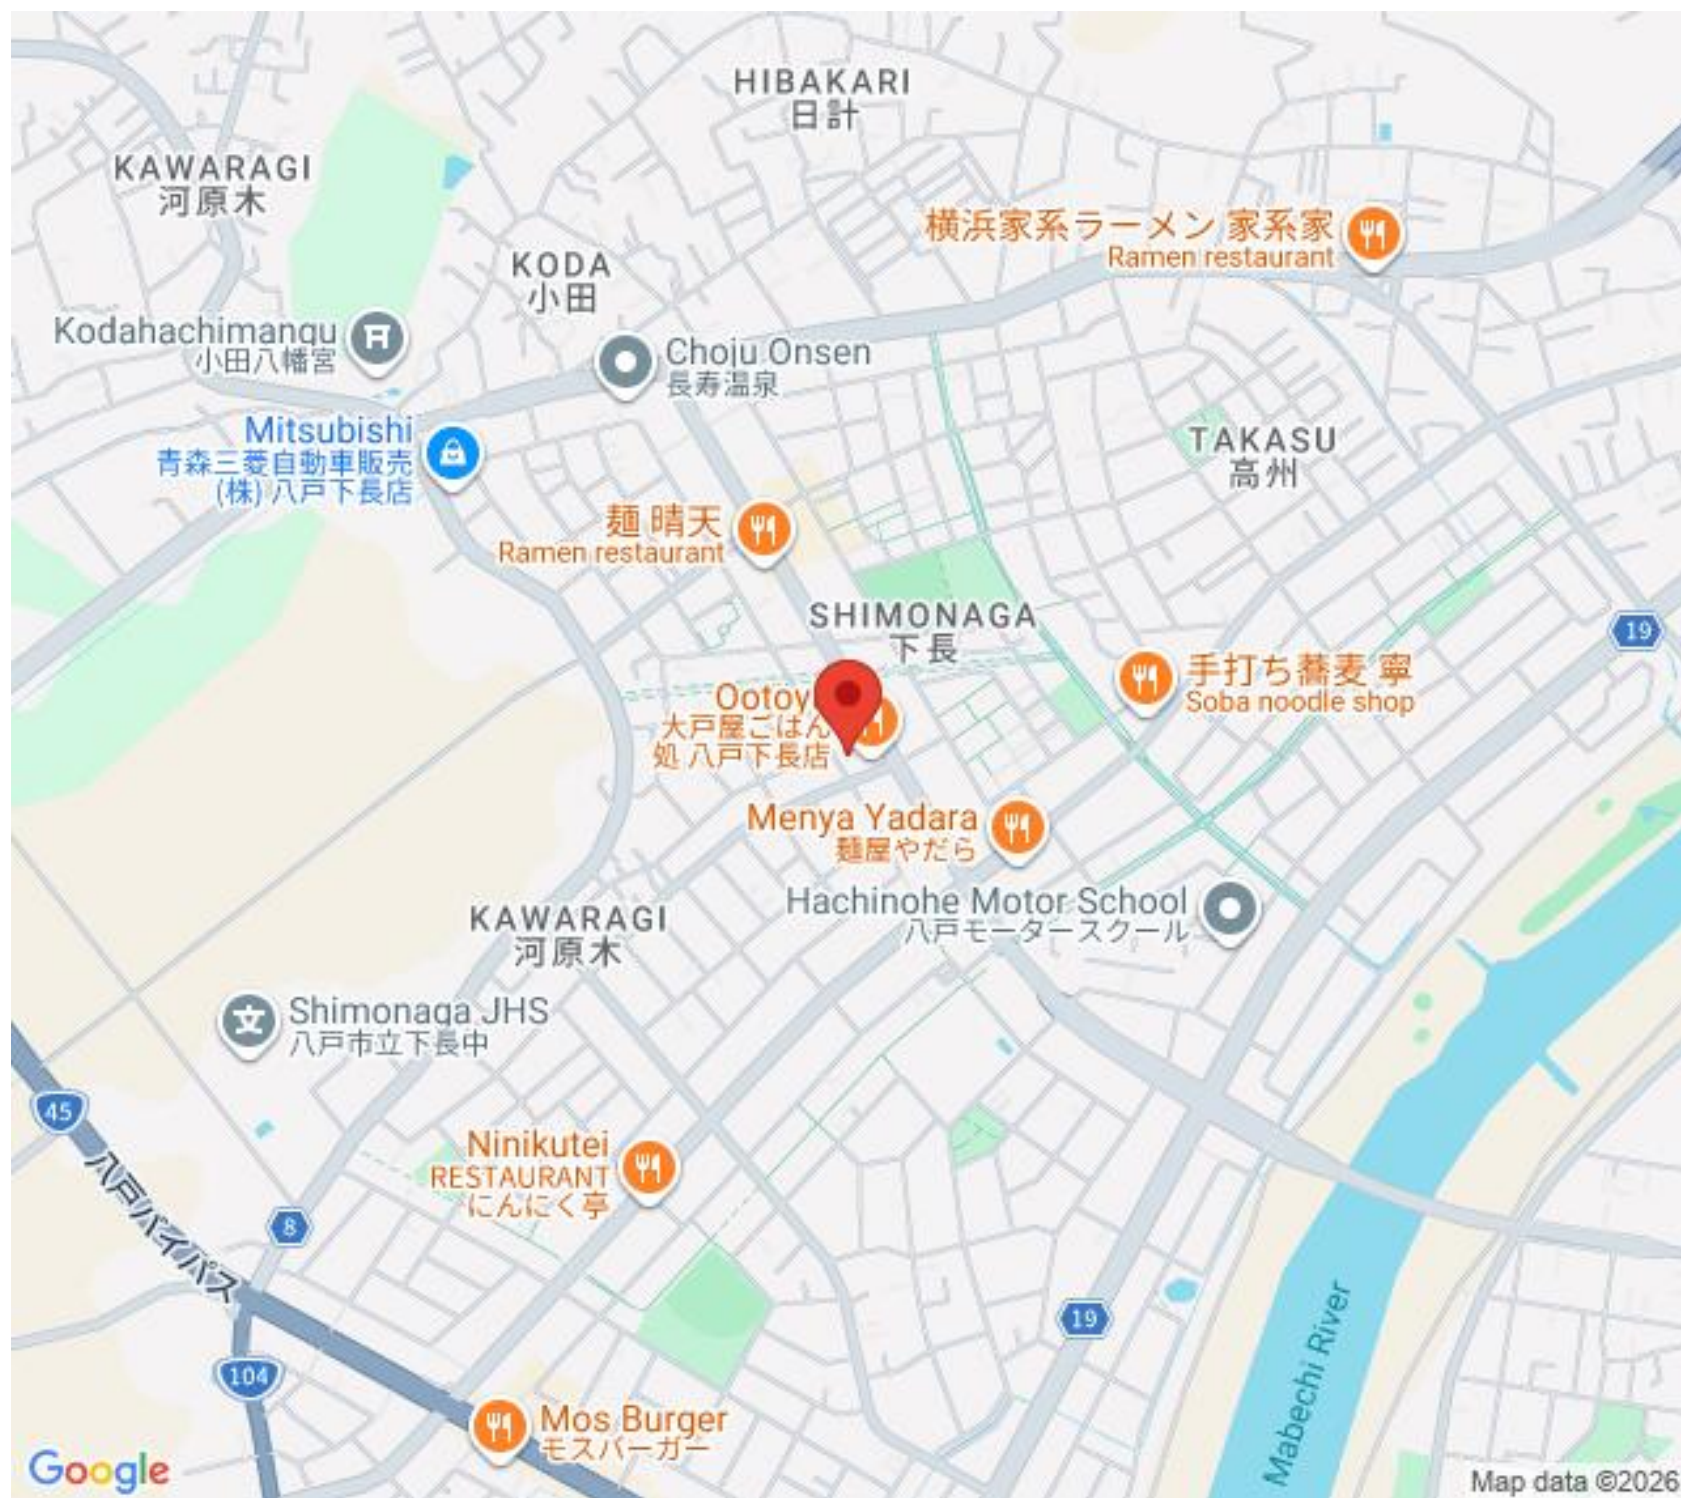 HIBAKARI
日計
KAWARAGI
河原木
横浜家系ラーメン 家系家
Ramen restaurant
KODA
小田
Kodahachimangu
小田八幡宮
Choju Onsen
長寿温泉
Mitsubishi
青森三菱自動車販売
(株) 八戸下長店
TAKASU
高州
麺 晴天
Ramen restaurant
SHIMONAGA
下長
19
手打ち蕎麦 寧
Soba noodle shop
Ootoy
大戸屋ごはん
処 八戸下長店
Menya Yadara
麺屋やだら
Hachinohe Motor School
八戸モータースクール
KAWARAGI
河原木
Shimonaga JHS
八戸市立下長中
文
45
八戸バイパス
Ninikutei
RESTAURANT
にんにく亭
8
19
104
Mabechi River
Mos Burger
モスバーガー
Google
Map data ©2026